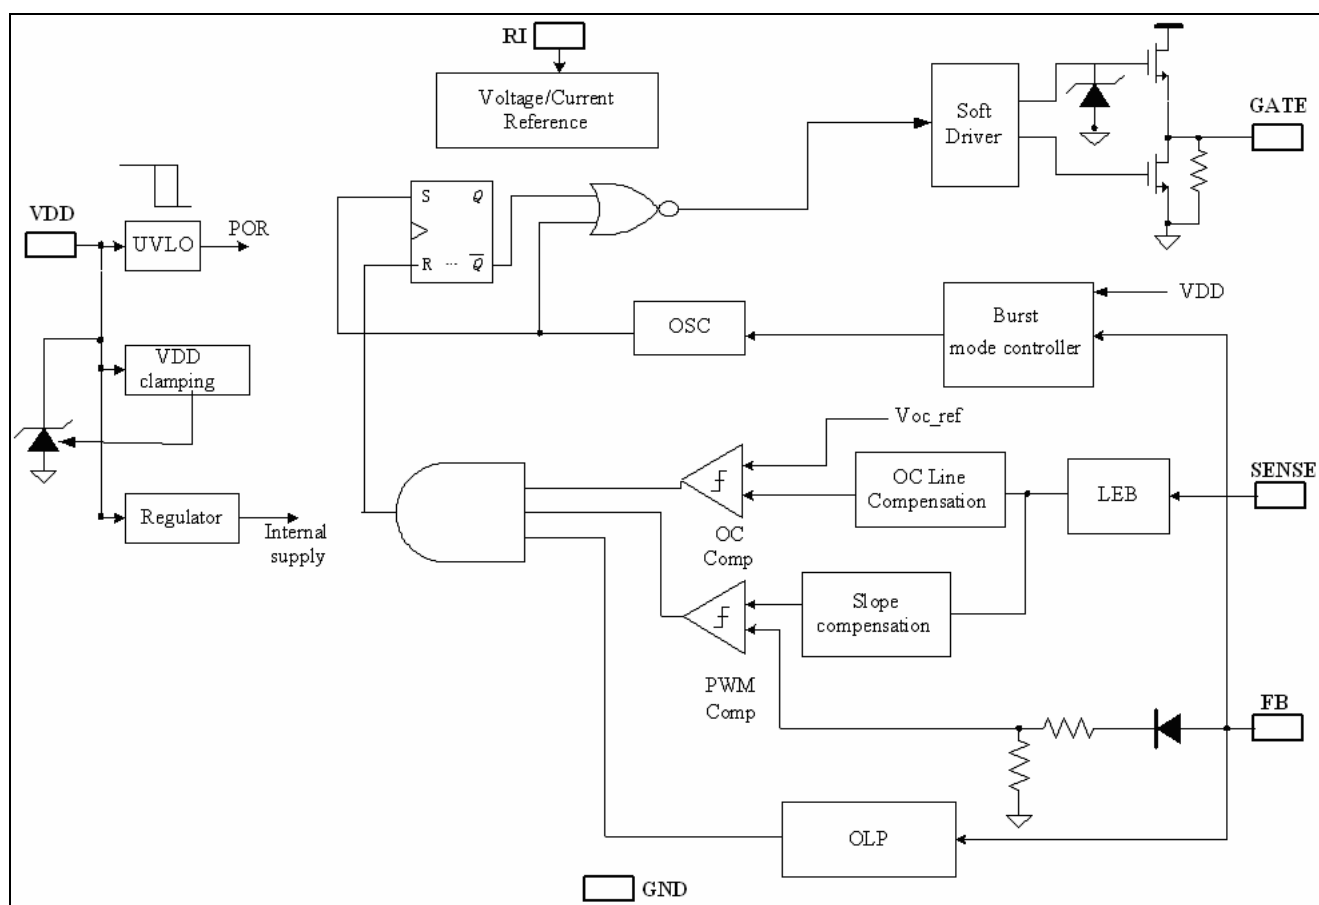 RI
Voltage/Current
Reference
Soft
Driver
GATE
VDD
UVLO
POR
S Q
R ... Q̅
OSC
Burst
mode controller
VDD
VDD
clamping
Voc_ref
OC Line
Compensation
LEB
SENSE
Regulator
Internal
supply
OC
Comp
Slope
compensation
PWM
Comp
FB
OLP
GND